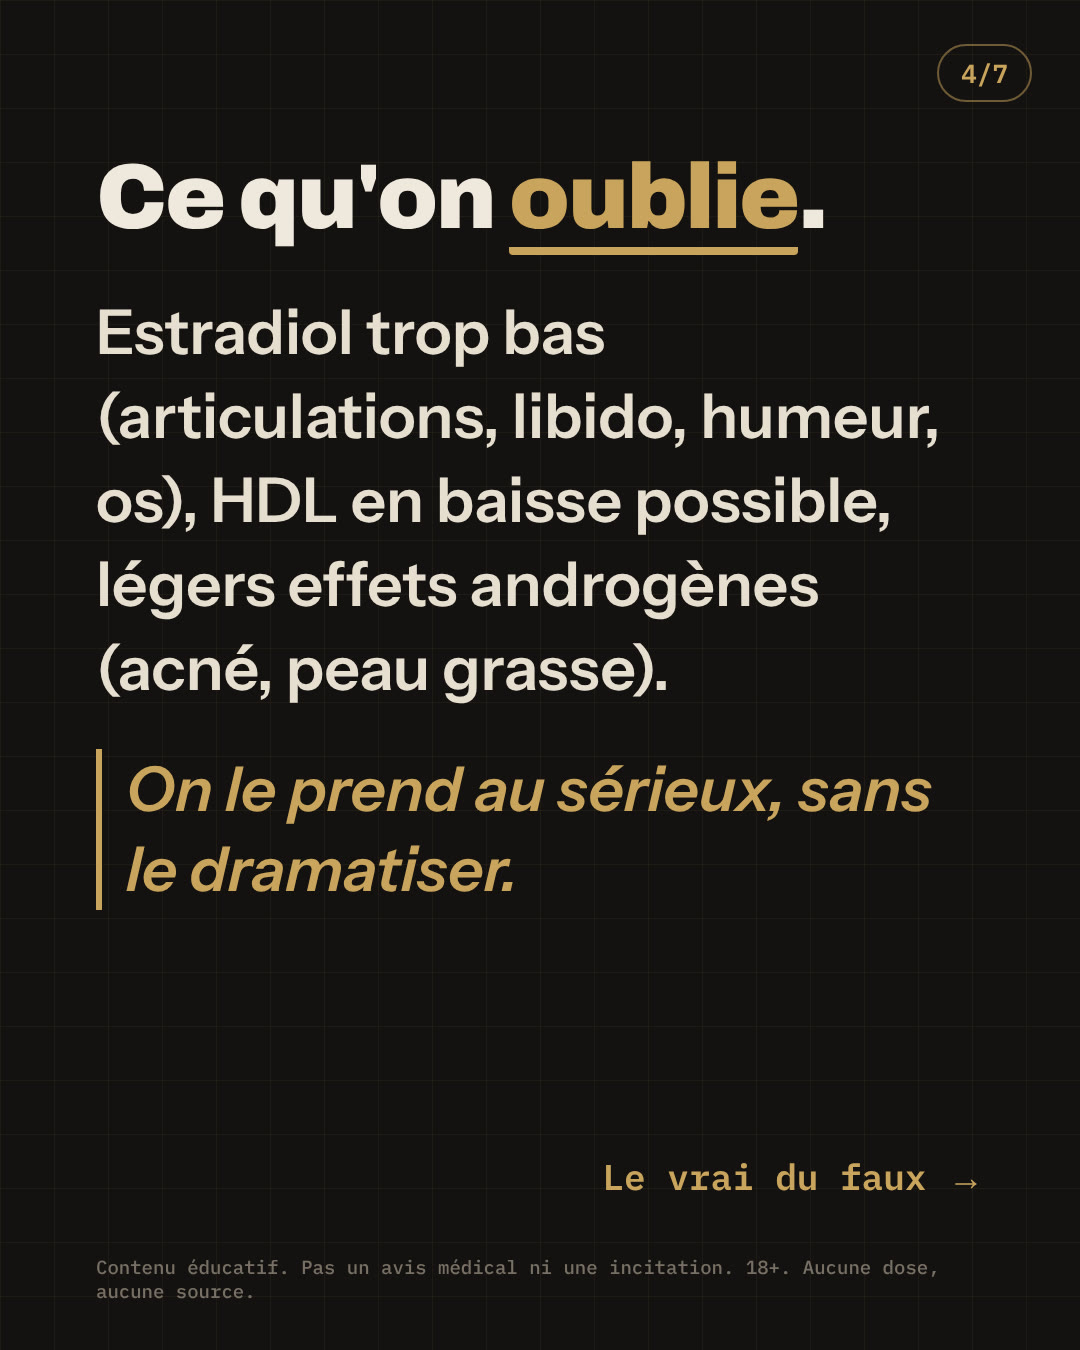 4/7
Ce qu'on oublie.
Estradiol trop bas
(articulations, libido, humeur,
os), HDL en baisse possible,
légers effets androgènes
(acné, peau grasse).
On le prend au sérieux, sans
le dramatiser.
Le vrai du faux →
Contenu éducatif. Pas un avis médical ni une incitation. 18+. Aucune dose,
aucune source.